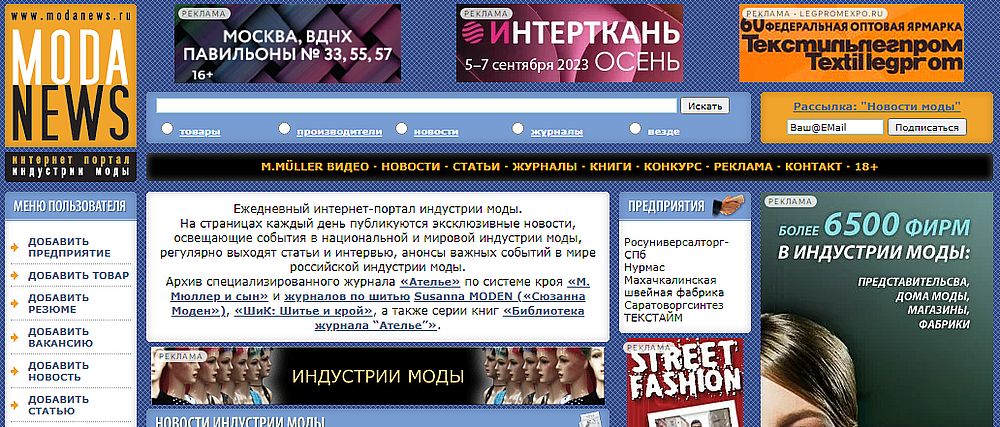 www.modanews.ru
MODA
NEWS
интернет портал
индустрии моды
РЕКЛАМА
МОСКВА, ВДНХ
ПАВИЛЬОНЫ № 33, 55, 57
16+
РЕКЛАМА
ИНТЕРТКАНЬ
5–7 сентября 2023 ОСЕНЬ
РЕКЛАМА • LEGPROMEXPO.RU
60 ФЕДЕРАЛЬНАЯ ОПТОВАЯ ЯРМАРКА
Текстильлегпром
Textillegprom
Искать
товары производители новости журналы везде
Рассылка: "Новости моды"
Ваш@EMail Подписаться
M.MÜLLER ВИДЕО · НОВОСТИ · СТАТЬИ · ЖУРНАЛЫ · КНИГИ · КОНКУРС · РЕКЛАМА · КОНТАКТ · 18+
МЕНЮ ПОЛЬЗОВАТЕЛЯ
ДОБАВИТЬ
ПРЕДПРИЯТИЕ
ДОБАВИТЬ ТОВАР
ДОБАВИТЬ
РЕЗЮМЕ
ДОБАВИТЬ
ВАКАНСИЮ
ДОБАВИТЬ
НОВОСТЬ
ДОБАВИТЬ
СТАТЬЮ
Ежедневный интернет-портал индустрии моды.
На страницах каждый день публикуются эксклюзивные новости,
освещающие события в национальной и мировой индустрии моды,
регулярно выходят статьи и интервью, анонсы важных событий в мире
российской индустрии моды.
Архив специализированного журнала «Ателье» по системе кроя «М.
Мюллер и сын» и журналов по шитью Susanna MODEN («Сюзанна
Моден»), «ШиК: Шитье и крой», а также серии книг «Библиотека
журнала “Ателье”».
РЕКЛАМА
ИНДУСТРИИ МОДЫ
НОВОСТИ ИНДУСТРИИ МОДЫ
ПРЕДПРИЯТИЯ
Росуниверсалторг-
СПб
Нурмас
Махачкалинская
швейная фабрика
Саратоворгсинтез
ТЕКСТАЙМ
РЕКЛАМА
STREET
FASHION
РЕКЛАМА
БОЛЕЕ 6500 ФИРМ
В ИНДУСТРИИ МОДЫ:
ПРЕДСТАВИТЕЛЬСВА,
ДОМА МОДЫ,
МАГАЗИНЫ,
ФАБРИКИ